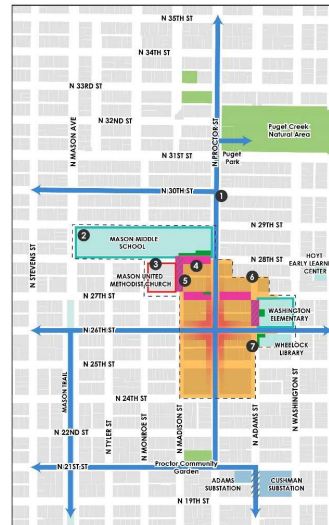 N 35TH ST
N 34TH ST
N 33RD ST
N 32ND ST
N MASON AVE
N PROCTOR ST
Puget Creek
Natural Area
Puget
Park
N 31ST ST
N 30TH ST
1
N STEVENS ST
2
MASON MIDDLE
SCHOOL
N 29TH ST
3
4
N 28TH ST
HOYT
EARLY LEARNING
CENTER
MASON UNITED
METHODIST CHURCH
5
6
N 27TH ST
WASHINGTON
ELEMENTARY
N 26TH ST
7
WHEELOCK
LIBRARY
N 25TH ST
MASON TRAIL
N 24TH ST
N TYLER ST
N MONROE ST
N MADISON ST
N ADAMS ST
N WASHINGTON ST
N 22ND ST
N 21ST ST
Proctor Community
Garden
ADAMS
SUBSTATION
CUSHMAN
SUBSTATION
N 19TH ST